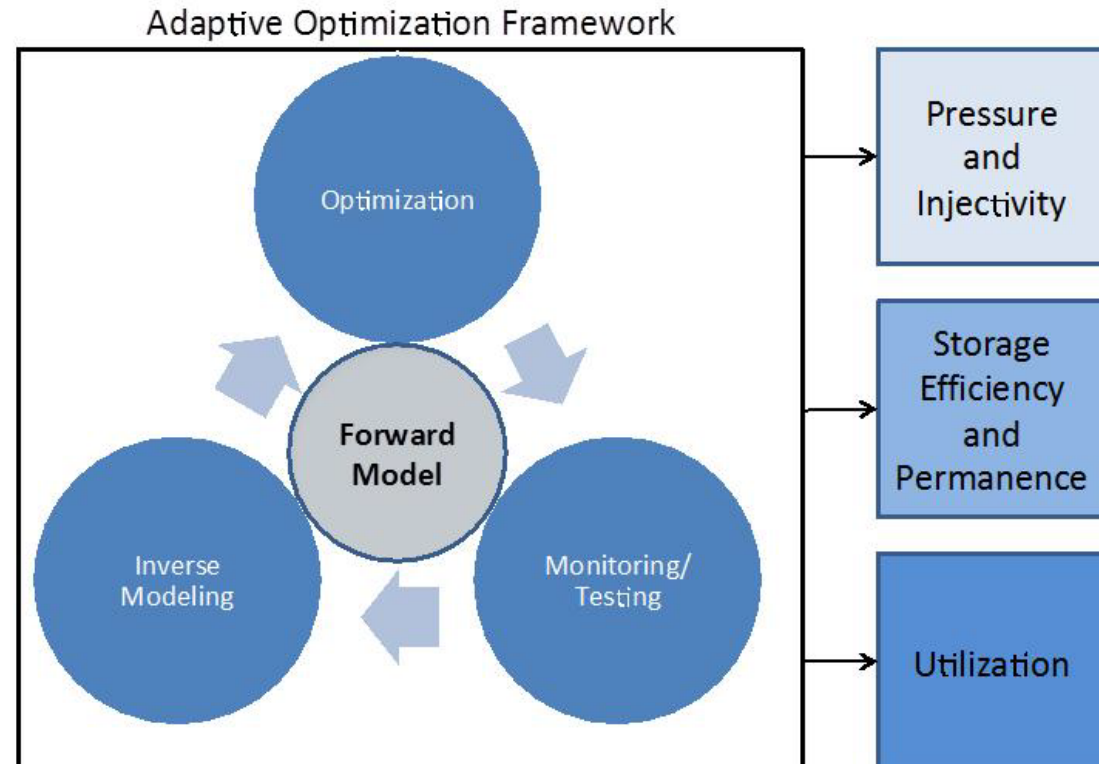 Adaptive Optimization Framework
Optimization
Forward
Model
Inverse
Modeling
Monitoring/
Testing
Pressure
and
Injectivity
Storage
Efficiency
and
Permanence
Utilization